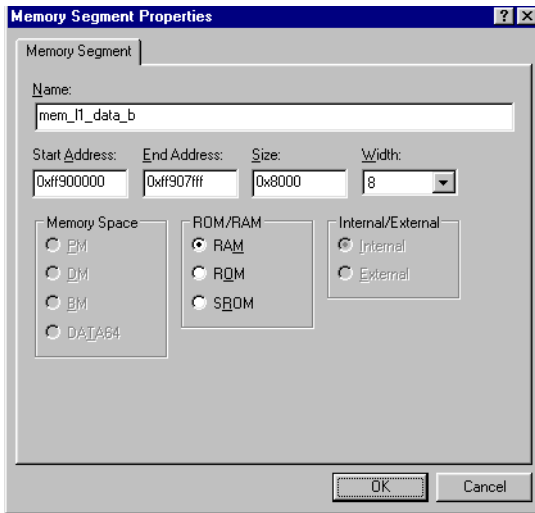 Memory Segment Properties
Memory Segment
Name:
mem_l1_data_b
Start Address: End Address: Size: Width:
0xff900000 0xff907fff 0x8000 8
Memory Space ROM/RAM Internal/External
PM RAM Internal
DM ROM External
BM SROM
DATA64
OK Cancel